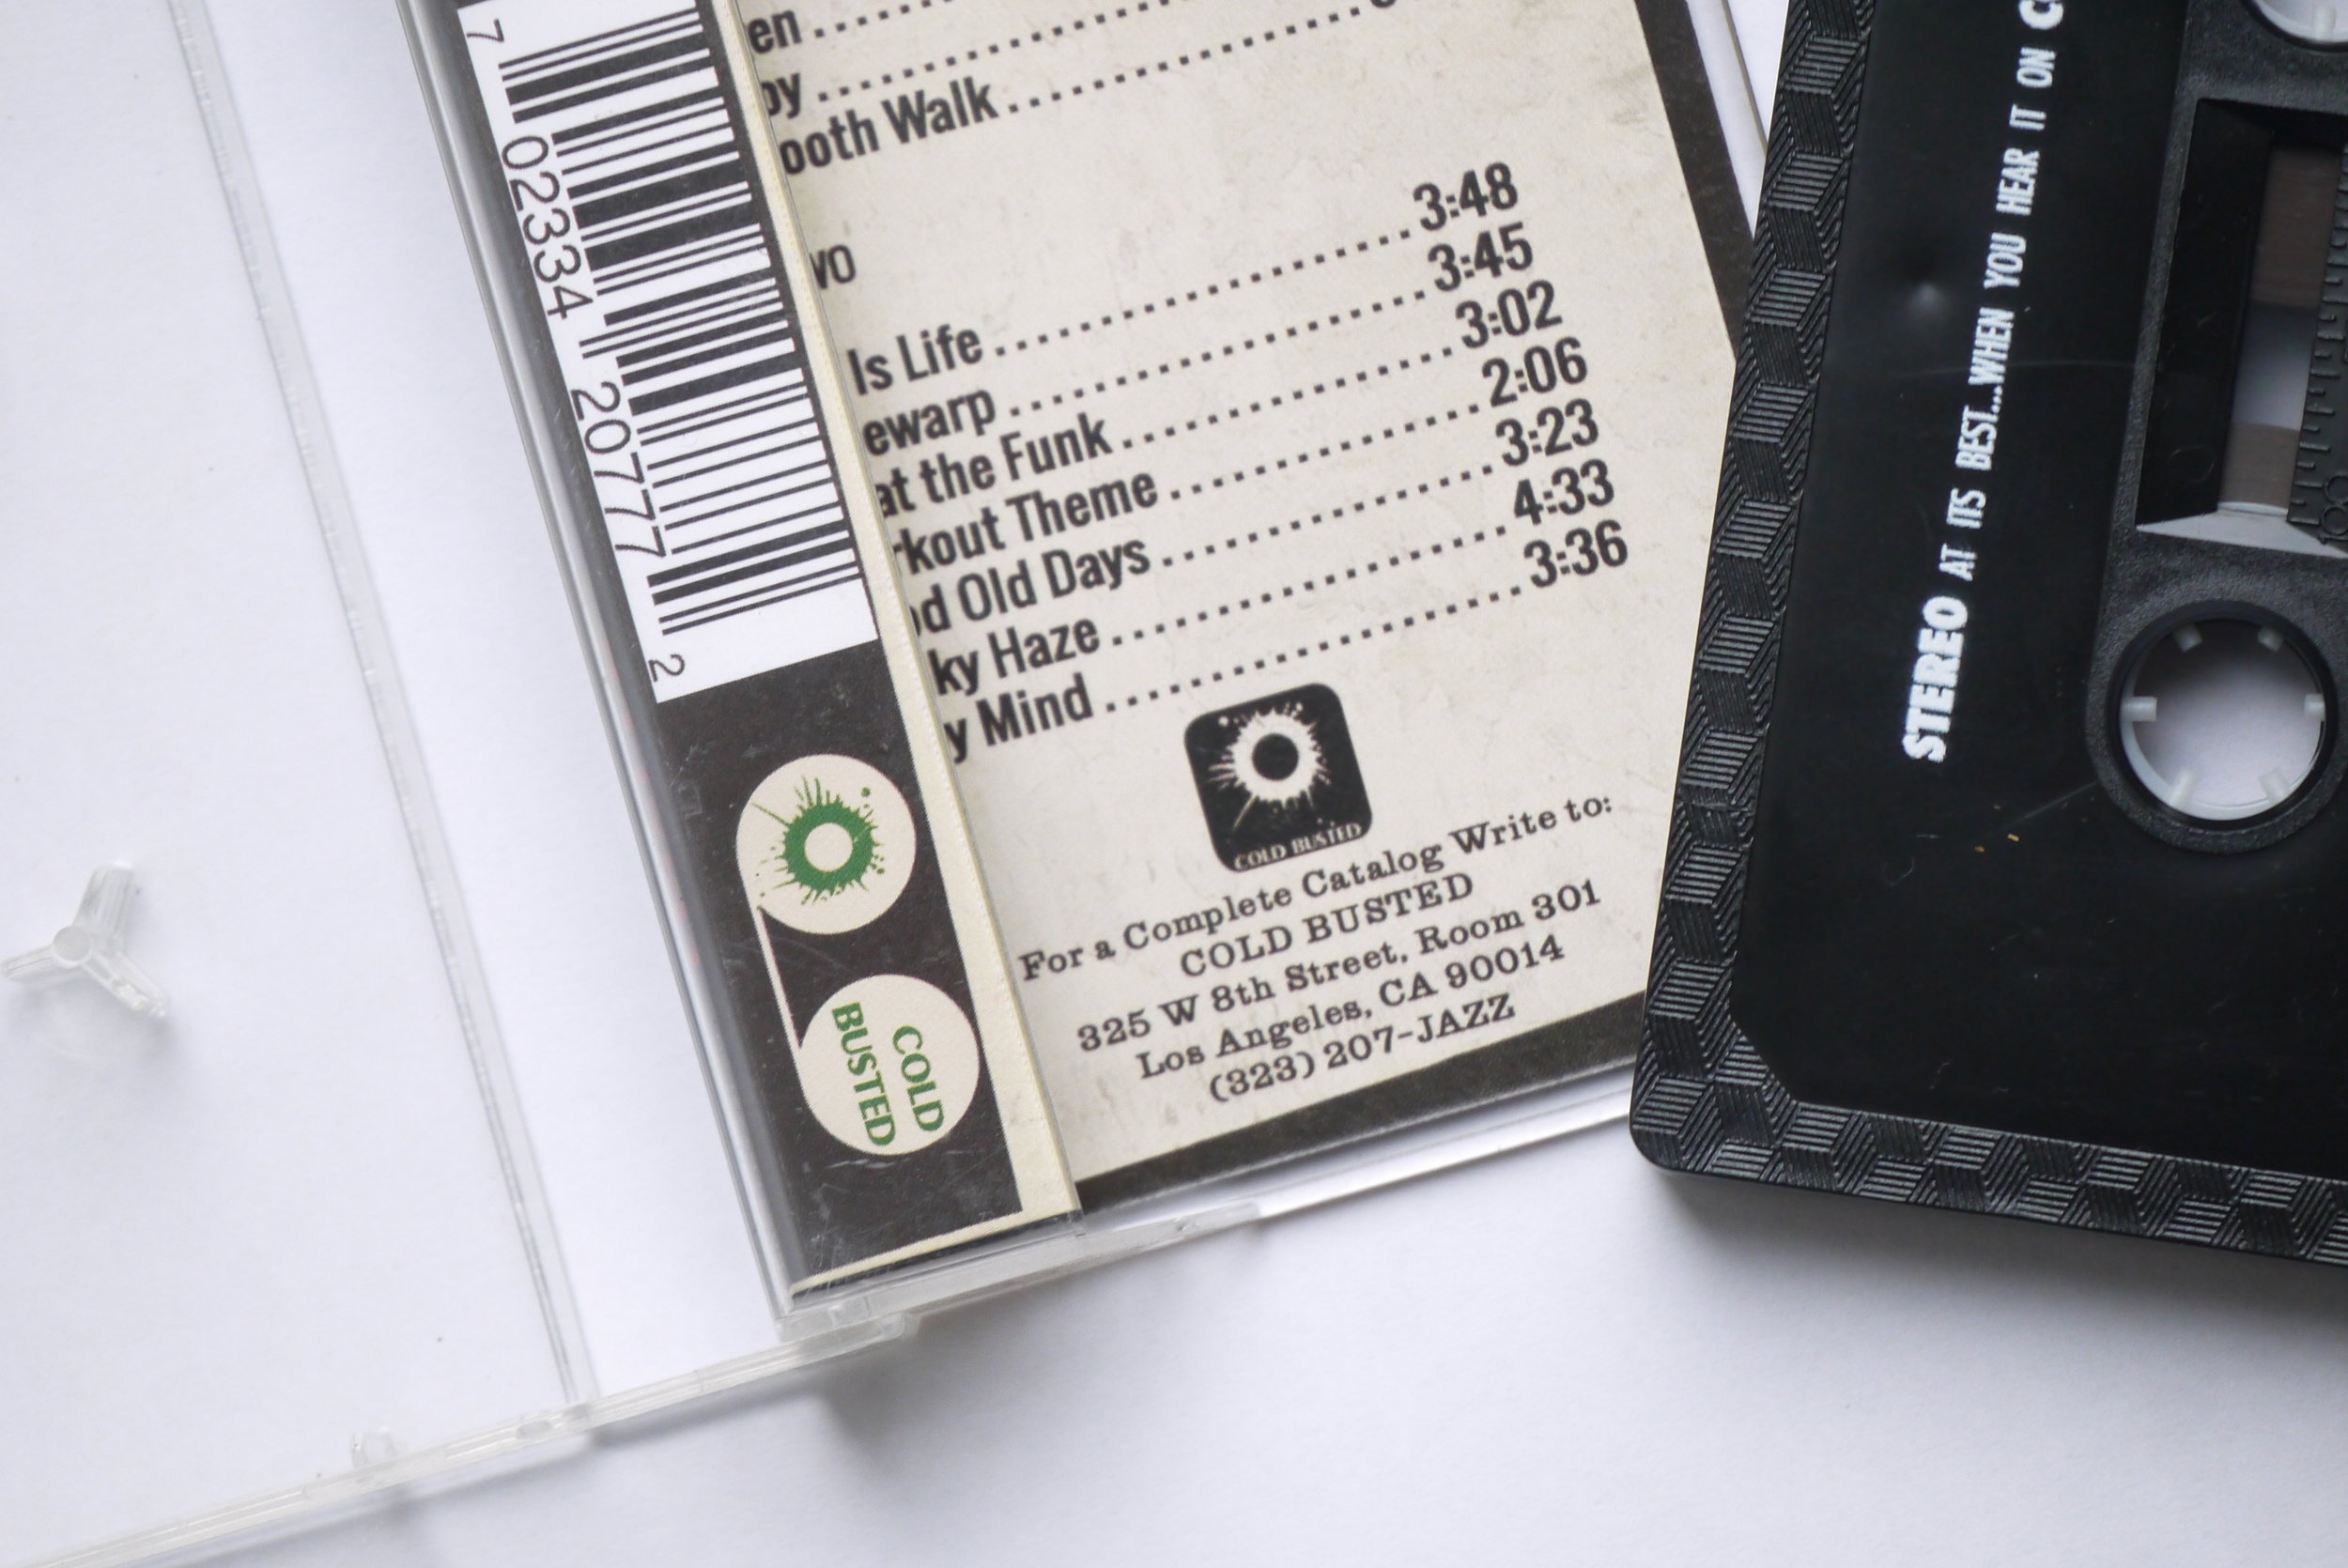 7 02334 20777 2
COLD
BUSTED
en
by
ooth Walk
wo
Is Life ........................ 3:48
ewarp ........................ 3:45
at the Funk .................... 3:02
rkout Theme .................. 2:06
od Old Days ................... 3:23
ky Haze ....................... 4:33
y Mind ........................ 3:36
COLD BUSTED
For a Complete Catalog Write to:
COLD BUSTED
325 W 8th Street, Room 301
Los Angeles, CA 90014
(323) 207-JAZZ
STEREO AT ITS BEST...WHEN YOU HEAR IT ON